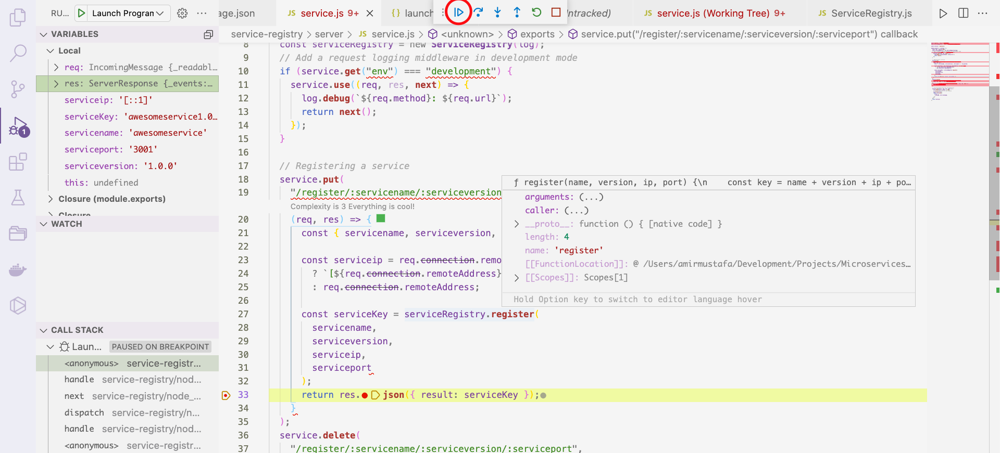 RU... Launch Program age.json JS service.js 9+ {} launch ntracked) JS service.js (Working Tree) 9+ JS ServiceRegistry.js
VARIABLES
service-registry > server > JS service.js > <unknown> > exports > service.put("/register/:servicename/:serviceversion/:serviceport") callback
Local
req: IncomingMessage {_readabl...
res: ServerResponse {_events:...
serviceip: '[::1]'
serviceKey: 'awesomeservice1.0...
servicename: 'awesomeservice'
serviceport: '3001'
serviceversion: '1.0.0'
this: undefined
Closure (module.exports)
Closure
WATCH
CALL STACK
Laun... PAUSED ON BREAKPOINT
<anonymous> service-registr...
handle service-registry/nod...
next service-registry/node_...
dispatch service-registry/n...
handle service-registry/nod...
<anonymous> service-registr...
1
8 const serviceRegistry = new ServiceRegistry(log);
9 // Add a request logging middleware in development mode
10 if (service.get("env") === "development") {
11 service.use((req, res, next) => {
12 log.debug(`${req.method}: ${req.url}`);
13 return next();
14 });
15 }
16
17 // Registering a service
18 service.put(
19 "/register/:servicename/:serviceversion
Complexity is 3 Everything is cool!
20 (req, res) => {
21 const { servicename, serviceversion,
22
23 const serviceip = req.connection.remo
24 ? `[${req.connection.remoteAddress}
25 : req.connection.remoteAddress;
26
27 const serviceKey = serviceRegistry.register(
28 servicename,
29 serviceversion,
30 serviceip,
31 serviceport
32 );
33 return res.json({ result: serviceKey });
34 }
35 );
36 service.delete(
37 "/register/:servicename/:serviceversion/:serviceport",
ƒ register(name, version, ip, port) {\n const key = name + version + ip + po...
arguments: (...)
caller: (...)
__proto__: function () { [native code] }
length: 4
name: 'register'
[[FunctionLocation]]: @ /Users/amirmustafa/Development/Projects/Microservices...
[[Scopes]]: Scopes[1]
Hold Option key to switch to editor language hover